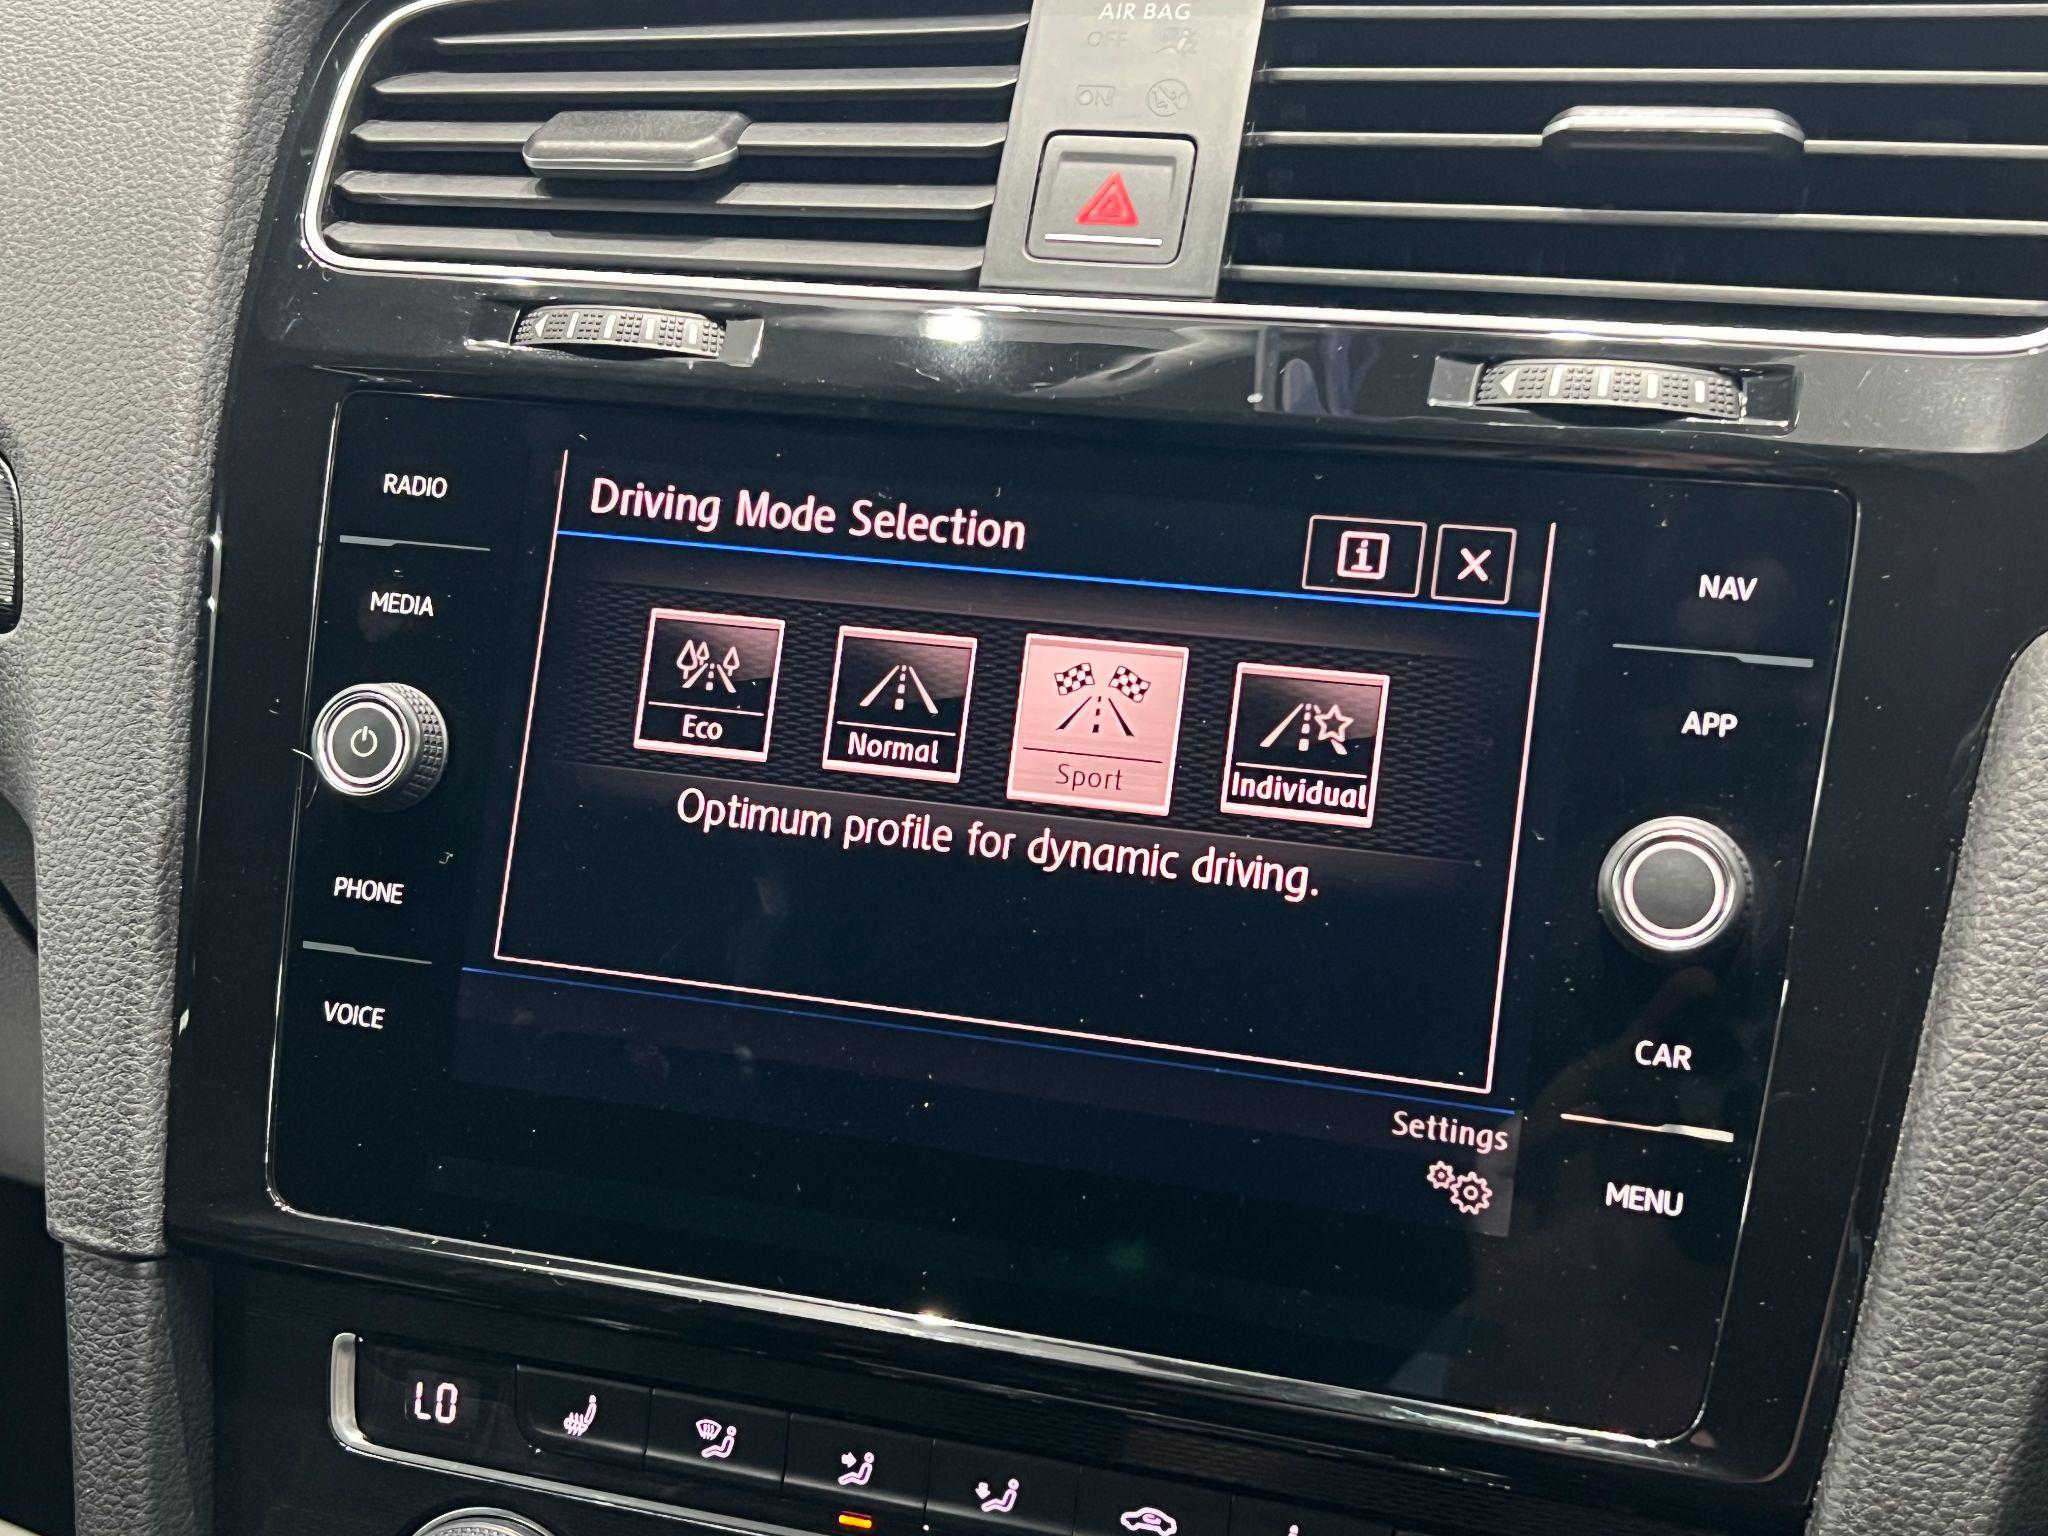 AIR BAG
OFF
ON
RADIO
MEDIA
PHONE
VOICE
Driving Mode Selection
i X
Eco
Normal
Sport
Individual
Optimum profile for dynamic driving.
Settings
NAV
APP
CAR
MENU
LO